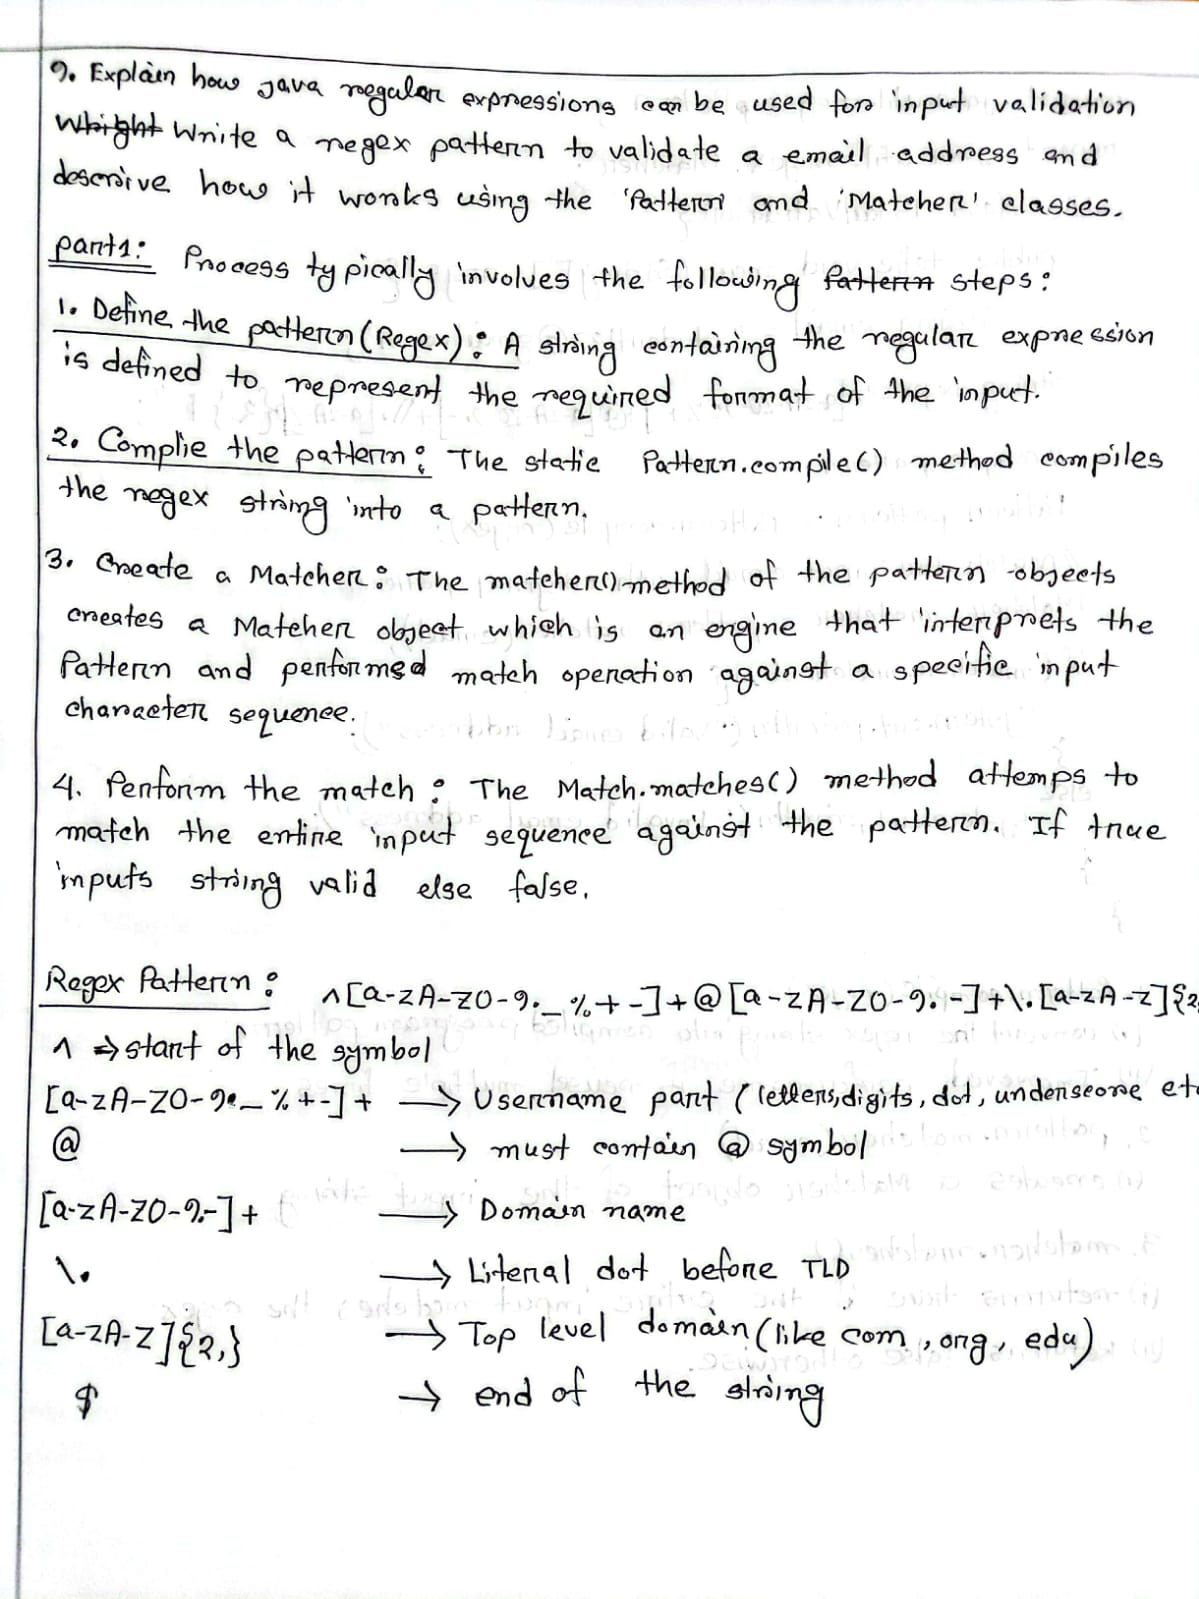 9. Explain how java regular expressions can be used for input validation
Whight Write a regex pattern to validate a email address and
descrive how it works using the 'Pattern' and 'Matcher' classes.
part1: Process typically involves the following Pattern steps:
1. Define the pattern (Regex): A string containing the regular expression
is defined to represent the required format of the input.
2. Complie the pattern: The static Pattern.compile() method compiles
the regex string into a pattern.
3. Create a Matcher: The matcher() method of the pattern objects
creates a Matcher object which is an engine that interprets the
Pattern and performed match operation against a specific input
character sequence.
4. Perform the match: The Match.matches() method attemps to
match the entire input sequence against the pattern. If true
inputs string valid else false.
Regex Pattern: ^[a-zA-Z0-9._%+-]+@[a-zA-Z0-9.-]+\.[a-zA-Z]{2,
^ ⇒ start of the symbol
[a-zA-Z0-9._%+-]+ → Username part (letters,digits, dot, underscore etc
@ → must contain @ symbol
[a-zA-Z0-9.-]+ → Domain name
\. → Literal dot before TLD
[a-zA-Z]{2,} → Top level domain (like com, org, edu)
$ → end of the string